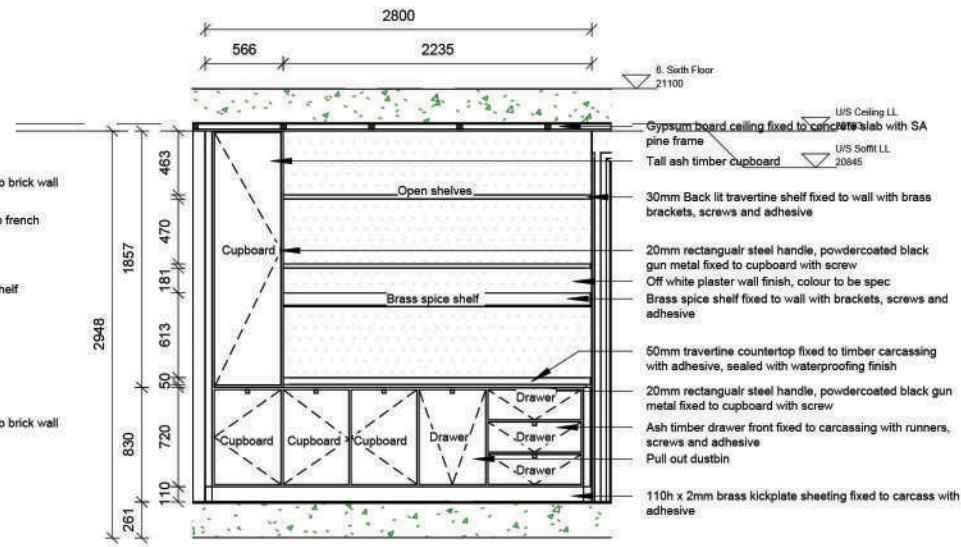 2800
566
2235
6. Sixth Floor
21100
U/S Ceiling LL
Gypsum board ceiling fixed to concrete slab with SA
pine frame
U/S Soffit LL
20845
Tall ash timber cupboard
o brick wall
Open shelves
30mm Back lit travertine shelf fixed to wall with brass
brackets, screws and adhesive
o french
Cupboard
20mm rectangualr steel handle, powdercoated black
gun metal fixed to cupboard with screw
Off white plaster wall finish, colour to be spec
helf
Brass spice shelf
Brass spice shelf fixed to wall with brackets, screws and
adhesive
50mm travertine countertop fixed to timber carcassing
with adhesive, sealed with waterproofing finish
Drawer
20mm rectangualr steel handle, powdercoated black gun
metal fixed to cupboard with screw
o brick wall
Cupboard
Cupboard
Cupboard
Drawer
Drawer
Ash timber drawer front fixed to carcassing with runners,
screws and adhesive
Pull out dustbin
Drawer
110h x 2mm brass kickplate sheeting fixed to carcass with
adhesive
2948
1857
830
261
463
470
181
613
50
720
110